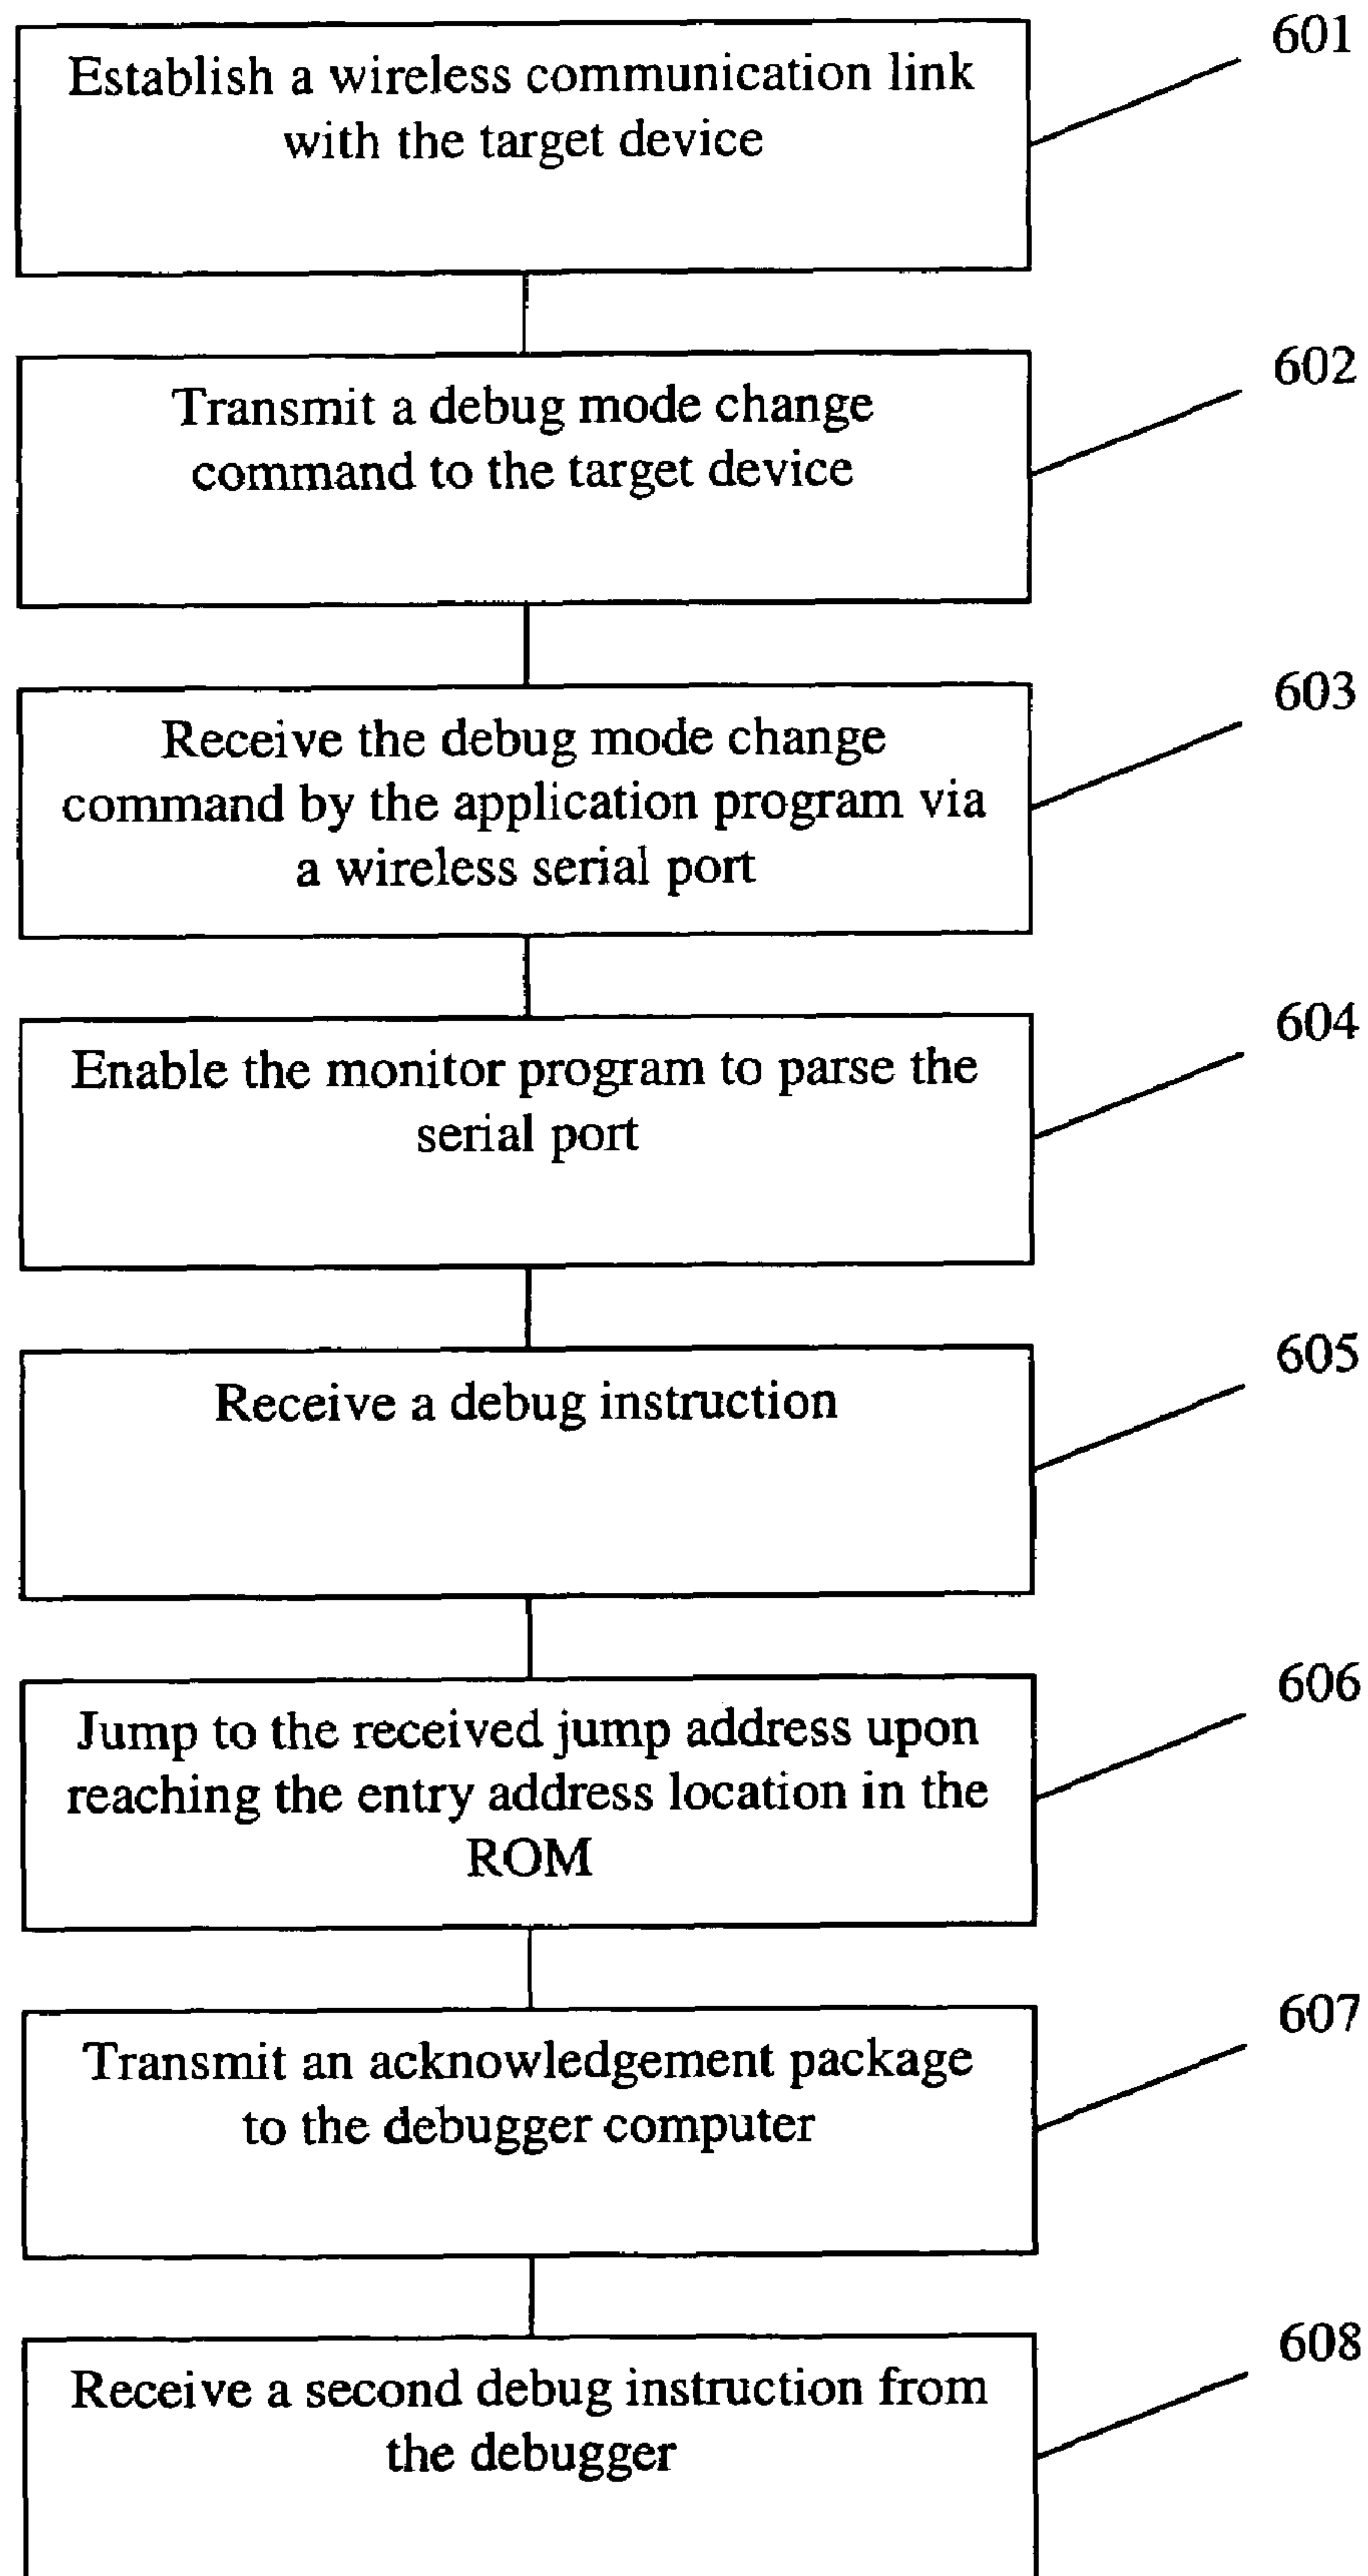 601
Establish a wireless communication link
with the target device
602
Transmit a debug mode change
command to the target device
603
Receive the debug mode change
command by the application program via
a wireless serial port
604
Enable the monitor program to parse the
serial port
605
Receive a debug instruction
606
Jump to the received jump address upon
reaching the entry address location in the
ROM
607
Transmit an acknowledgement package
to the debugger computer
608
Receive a second debug instruction from
the debugger